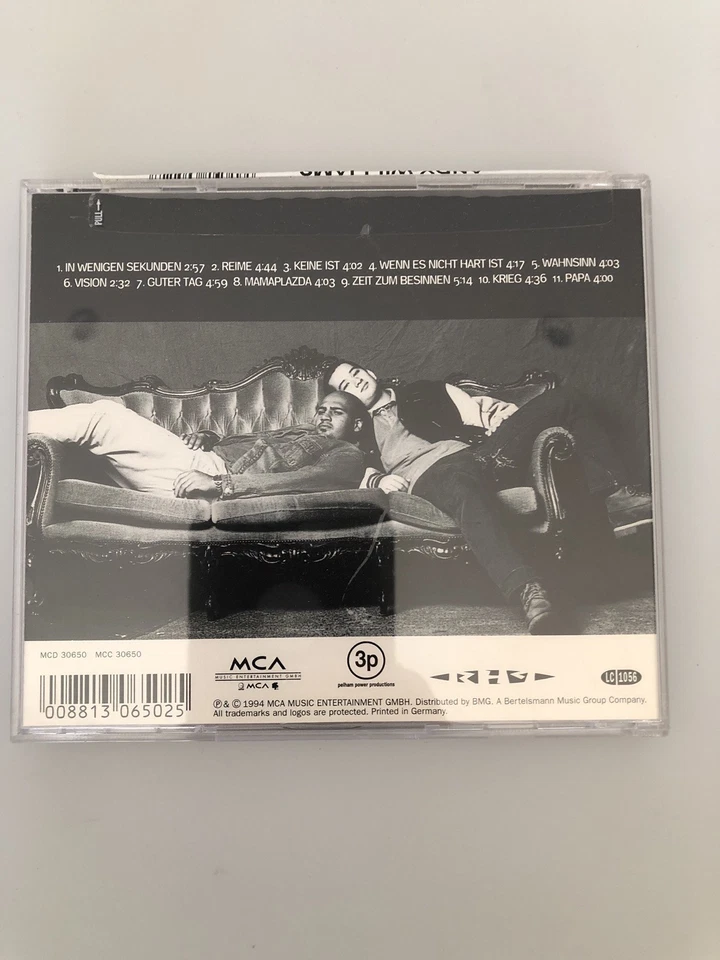 ANDY WILLIAMS
PULL→
1. IN WENIGEN SEKUNDEN 2:57 2. REIME 4:44 3. KEINE IST 4:02 4. WENN ES NICHT HART IST 4:17 5. WAHNSINN 4:03
6. VISION 2:32 7. GUTER TAG 4:59 8. MAMAPLAZDA 4:03 9. ZEIT ZUM BESINNEN 5:14 10. KRIEG 4:36 11. PAPA 4:00
MCD 30650 MCC 30650
008813 065025
MCA
MUSIC ENTERTAINMENT GMBH
MCA
3p
pelham power productions
RHP
LC 1056
℗ & © 1994 MCA MUSIC ENTERTAINMENT GMBH. Distributed by BMG. A Bertelsmann Music Group Company.
All trademarks and logos are protected. Printed in Germany.